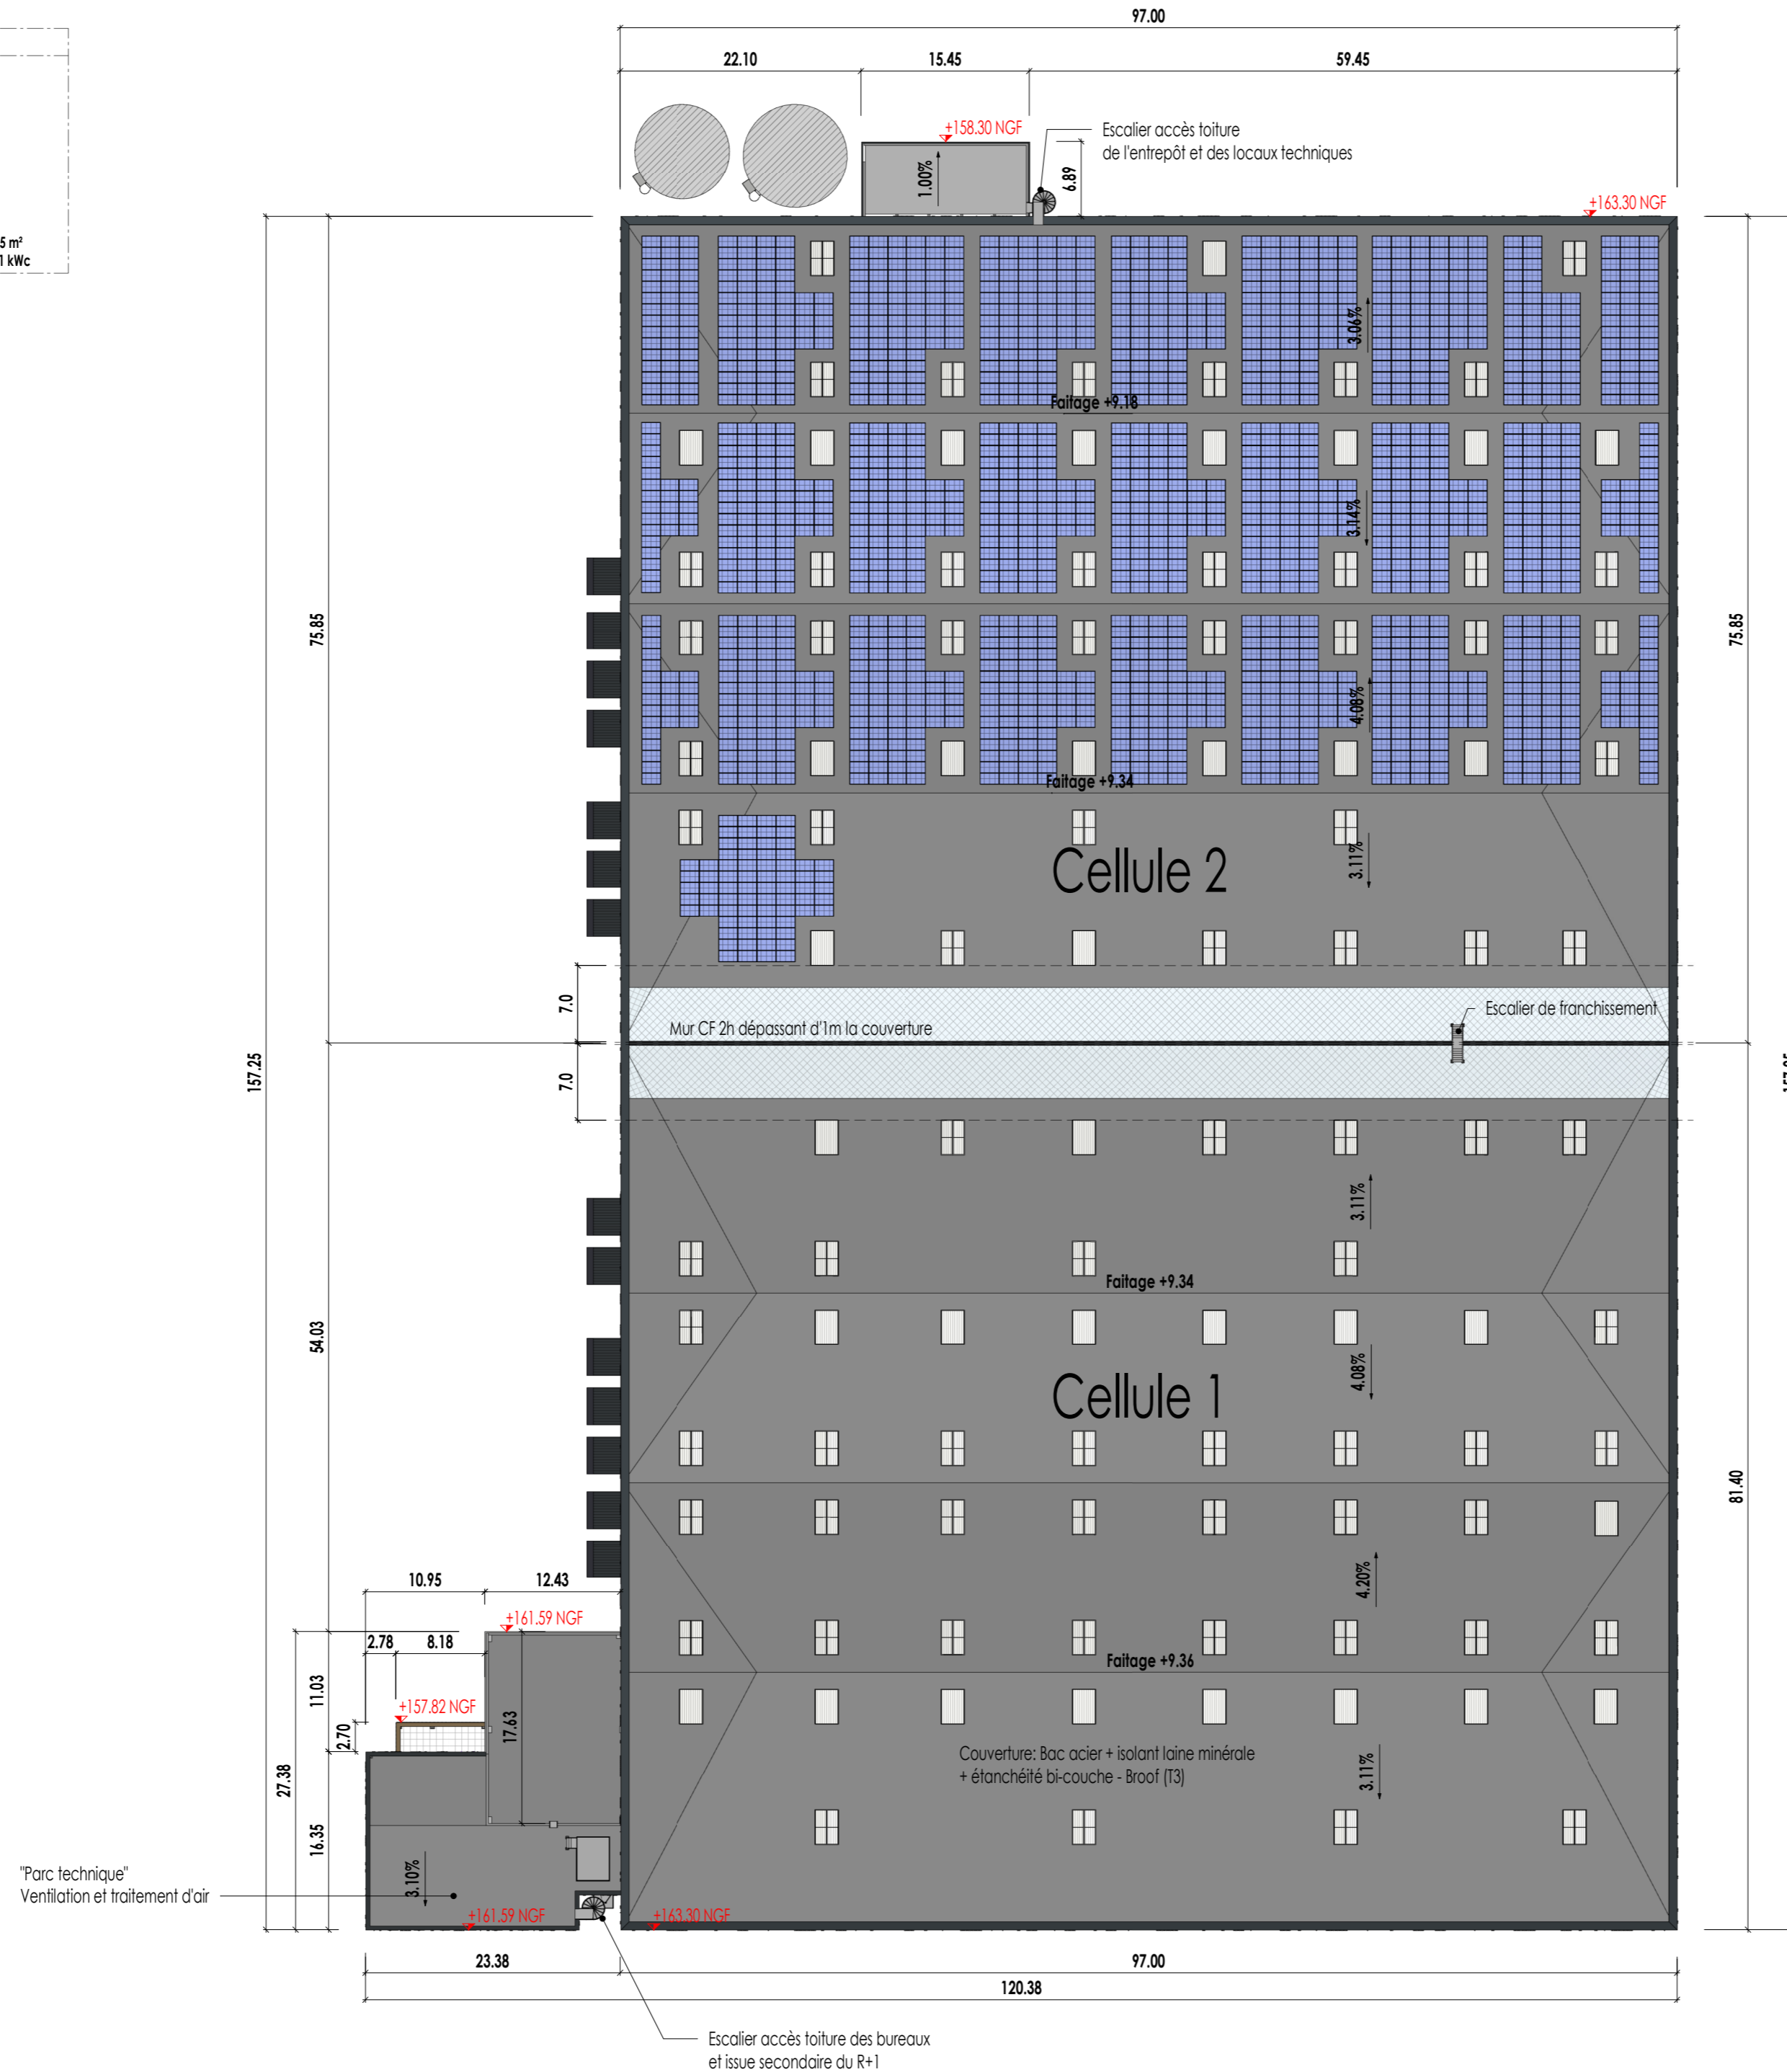 97.00
22.10
15.45
59.45
5 m²
1 kWc
+158.30 NGF
Escalier accès toiture
de l'entrepôt et des locaux techniques
1.00%
6.89
+163.30 NGF
3.06%
Faitage +9.18
3.14%
75.85
75.85
4.08%
Faitage +9.34
Cellule 2
3.11%
7.0
Escalier de franchissement
Mur CF 2h dépassant d'1m la couverture
157.25
7.0
3.11%
Faitage +9.34
54.03
4.08%
Cellule 1
81.40
4.20%
10.95
12.43
+161.59 NGF
2.78
8.18
Faitage +9.36
11.03
+157.82 NGF
17.63
2.70
27.38
Couverture: Bac acier + isolant laine minérale
+ étanchéité bi-couche - Broof (T3)
3.11%
16.35
"Parc technique"
Ventilation et traitement d'air
3.10%
+161.59 NGF
+163.30 NGF
23.38
97.00
120.38
Escalier accès toiture des bureaux
et issue secondaire du R+1